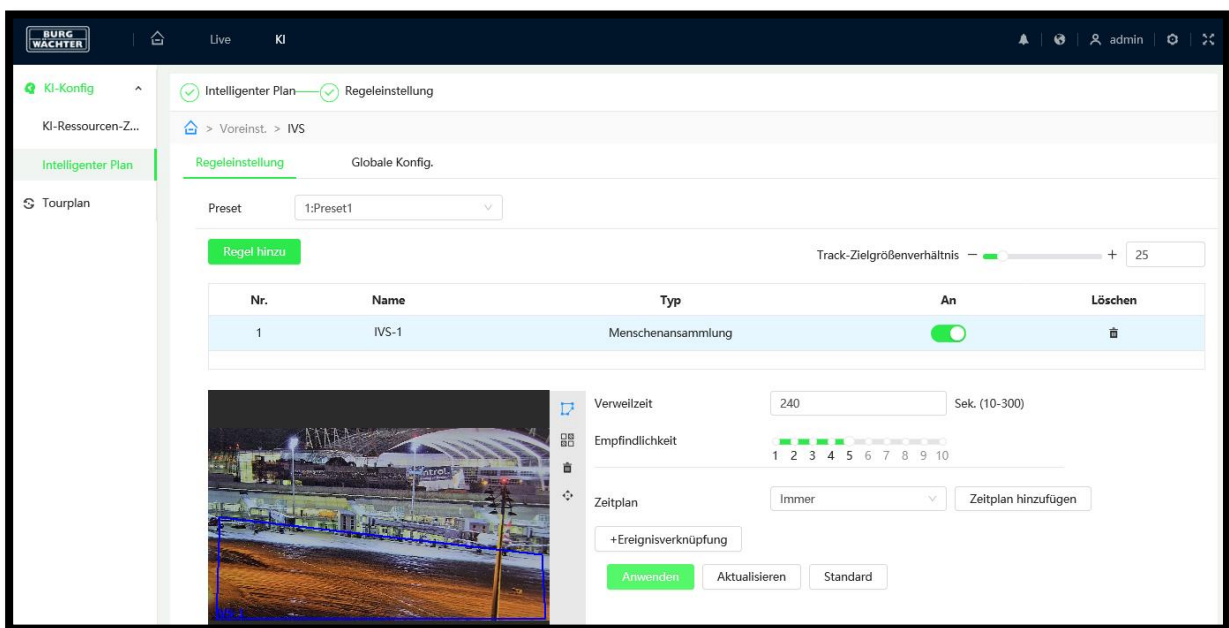 BURG
WÄCHTER
Live KI admin
KI-Konfig
Intelligenter Plan Regeleinstellung
KI-Ressourcen-Z...
> Voreinst. > IVS
Intelligenter Plan
Regeleinstellung Globale Konfig.
Tourplan
Preset 1:Preset1
Regel hinzu
Track-Zielgrößenverhältnis − + 25
Nr. Name Typ An Löschen
1 IVS-1 Menschenansammlung
Verweilzeit 240 Sek. (10-300)
Empfindlichkeit
1 2 3 4 5 6 7 8 9 10
Zeitplan Immer Zeitplan hinzufügen
+Ereignisverknüpfung
Anwenden Aktualisieren Standard